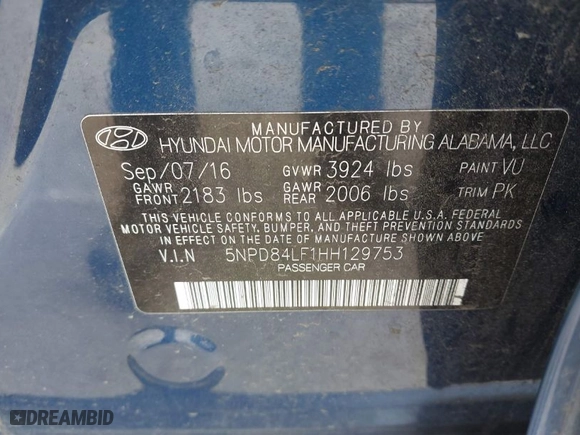 MANUFACTURED BY
HYUNDAI MOTOR MANUFACTURING ALABAMA, LLC
Sep/07/16 GVWR 3924 lbs PAINT VU
GAWR FRONT 2183 lbs GAWR REAR 2006 lbs TRIM PK
THIS VEHICLE CONFORMS TO ALL APPLICABLE U.S.A. FEDERAL
MOTOR VEHICLE SAFETY, BUMPER, AND THEFT PREVENTION STANDARDS
IN EFFECT ON THE DATE OF MANUFACTURE SHOWN ABOVE.
V.I.N 5NPD84LF1HH129753
PASSENGER CAR
DREAMBID